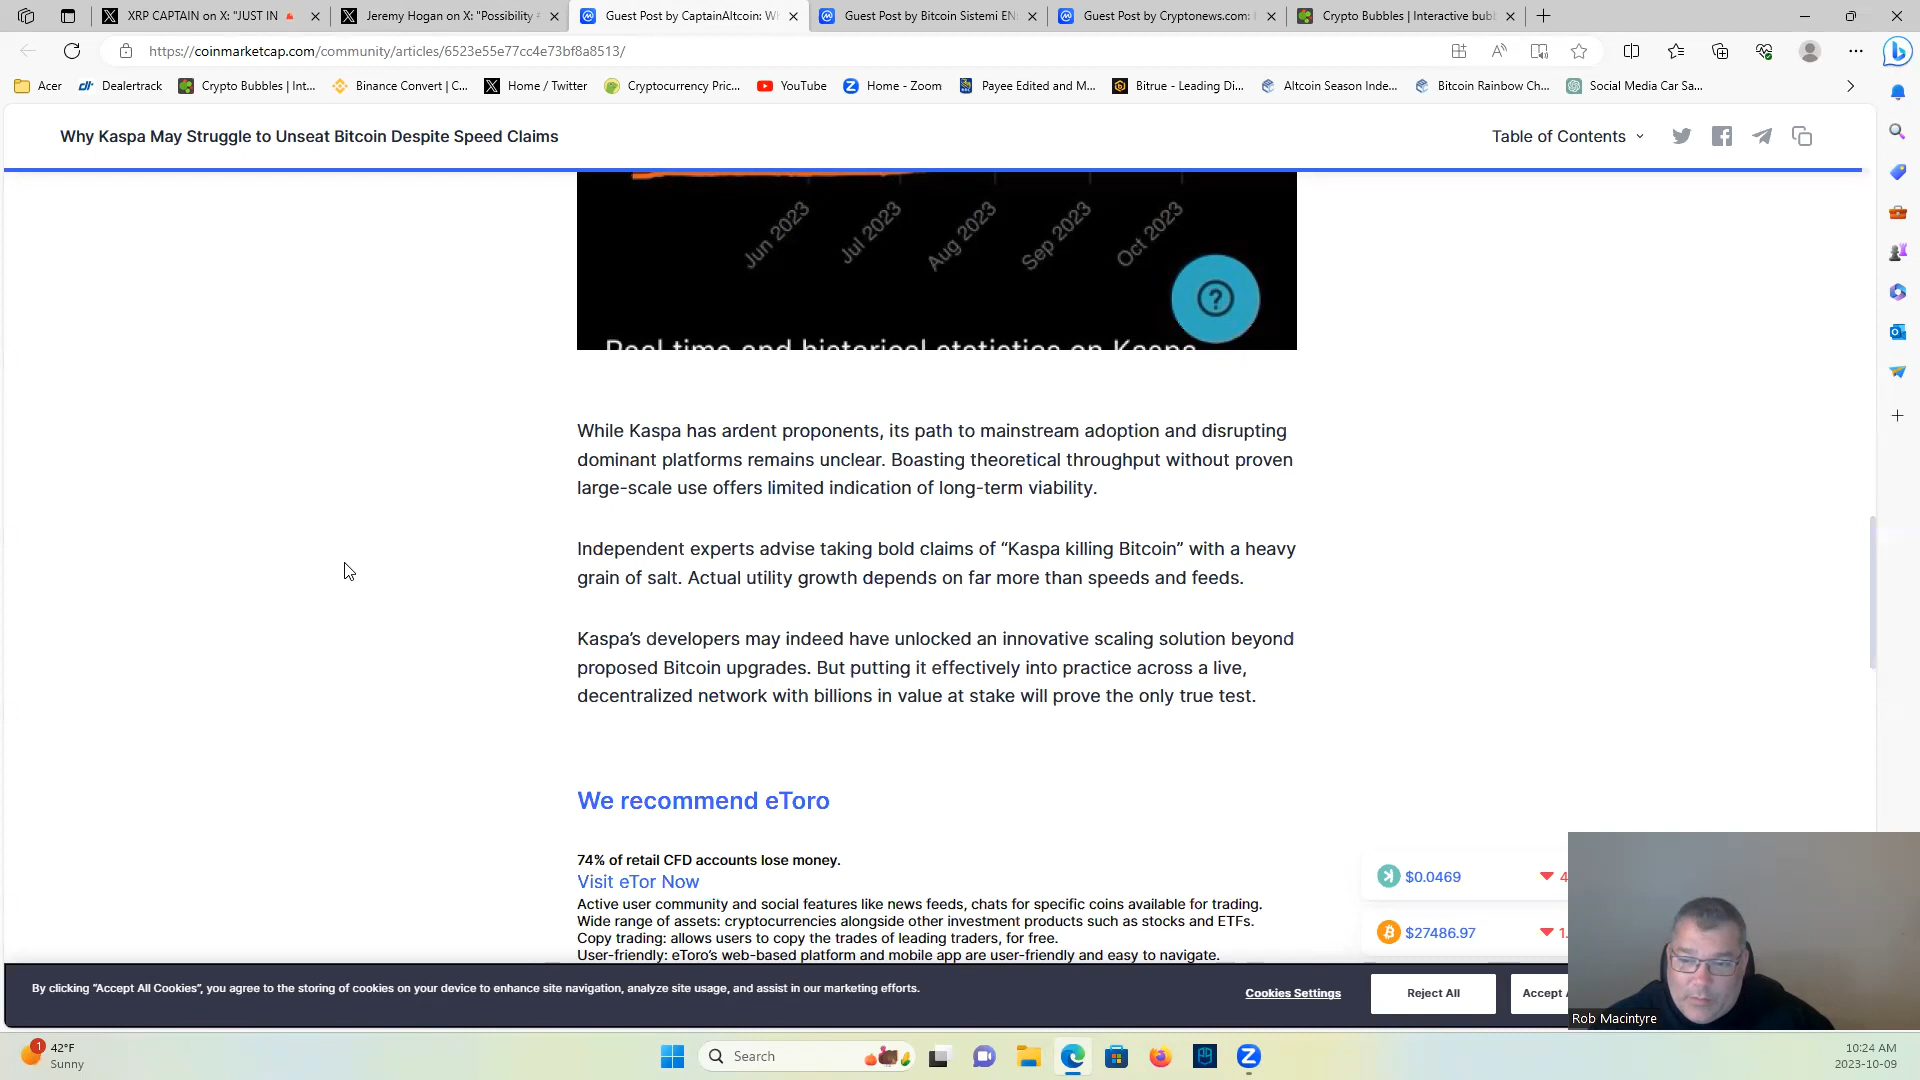 XRP CAPTAIN on X: "JUST IN
Jeremy Hogan on X: "Possibility
Guest Post by CaptainAltcoin: W
Guest Post by Bitcoin Sistemi EN:
Guest Post by Cryptonews.com:
Crypto Bubbles | Interactive bubb
https://coinmarketcap.com/community/articles/6523e55e77cc4e73bf8a8513/
Acer
Dealertrack
Crypto Bubbles | Int...
Binance Convert | C...
Home / Twitter
Cryptocurrency Pric...
YouTube
Home - Zoom
Payee Edited and M...
Bitrue - Leading Di...
Altcoin Season Inde...
Bitcoin Rainbow Ch...
Social Media Car Sa...
Why Kaspa May Struggle to Unseat Bitcoin Despite Speed Claims
Table of Contents
Jun 2023
Jul 2023
Aug 2023
Sep 2023
Oct 2023
Real time and historical statistics on Kaspa
While Kaspa has ardent proponents, its path to mainstream adoption and disrupting
dominant platforms remains unclear. Boasting theoretical throughput without proven
large-scale use offers limited indication of long-term viability.
Independent experts advise taking bold claims of “Kaspa killing Bitcoin” with a heavy
grain of salt. Actual utility growth depends on far more than speeds and feeds.
Kaspa’s developers may indeed have unlocked an innovative scaling solution beyond
proposed Bitcoin upgrades. But putting it effectively into practice across a live,
decentralized network with billions in value at stake will prove the only true test.
We recommend eToro
74% of retail CFD accounts lose money.
Visit eTor Now
Active user community and social features like news feeds, chats for specific coins available for trading.
Wide range of assets: cryptocurrencies alongside other investment products such as stocks and ETFs.
Copy trading: allows users to copy the trades of leading traders, for free.
User-friendly: eToro’s web-based platform and mobile app are user-friendly and easy to navigate.
$0.0469
4
$27486.97
1.
By clicking “Accept All Cookies”, you agree to the storing of cookies on your device to enhance site navigation, analyze site usage, and assist in our marketing efforts.
Cookies Settings
Reject All
Accept
Rob Macintyre
1
42°F
Sunny
Search
10:24 AM
2023-10-09